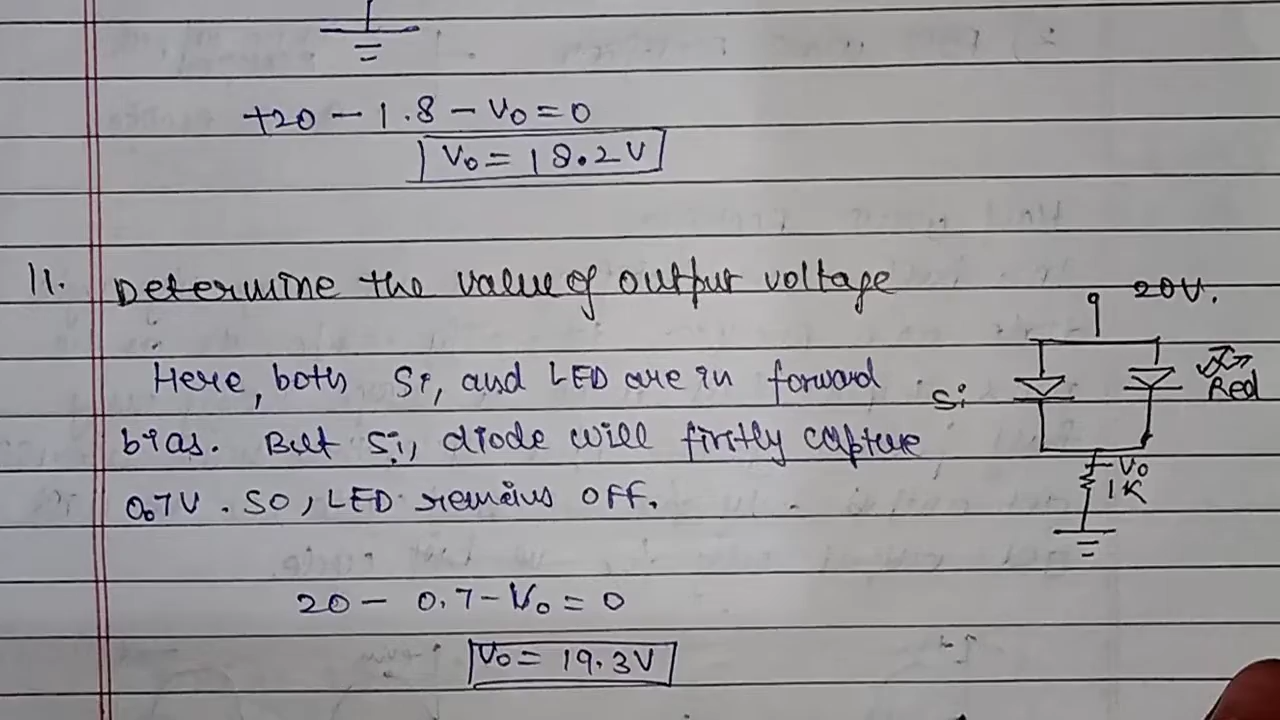 +20 - 1.8 - V0 = 0
V0 = 18.2V
11. Determine the value of output voltage
20V.
Here, both Si, and LED are in forward
Si
Red
bias. But Si, diode will firstly capture
V0
1K
0.7V. SO, LED remains OFF.
20 - 0.7 - V0 = 0
V0 = 19.3V